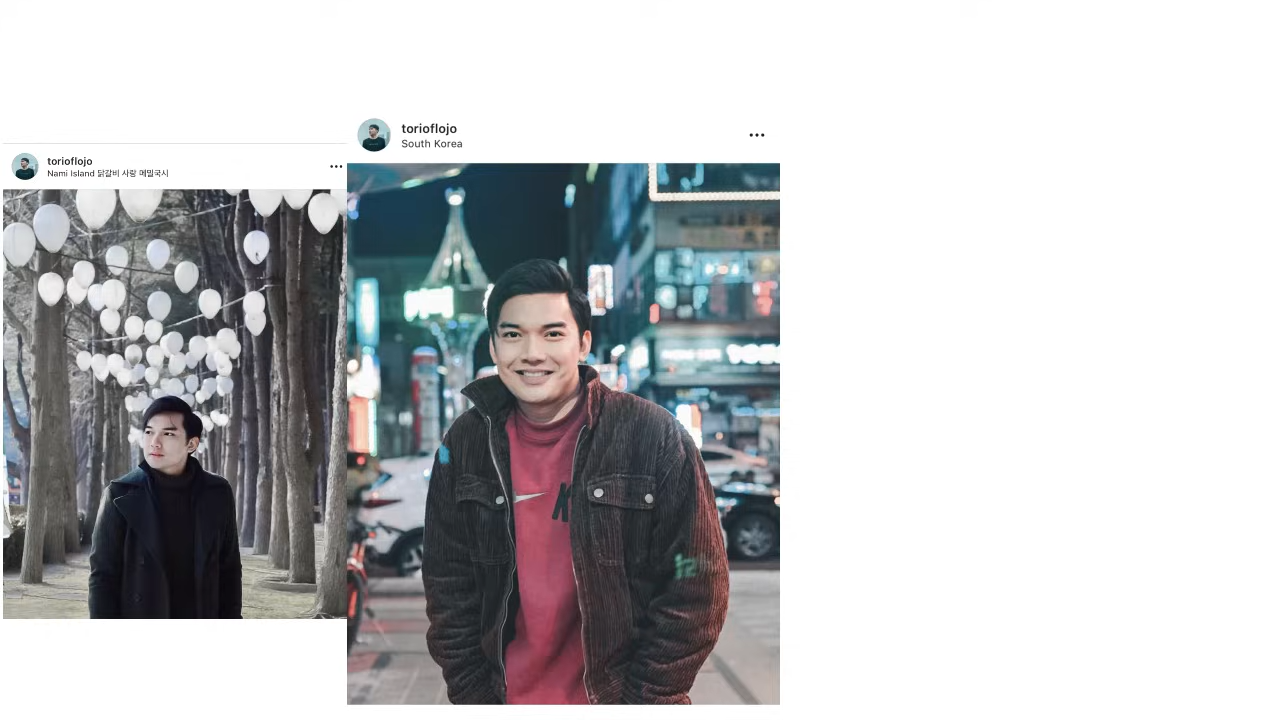 torioflojo
Nami Island 닭갈비 사랑 메밀국시
torioflojo
South Korea